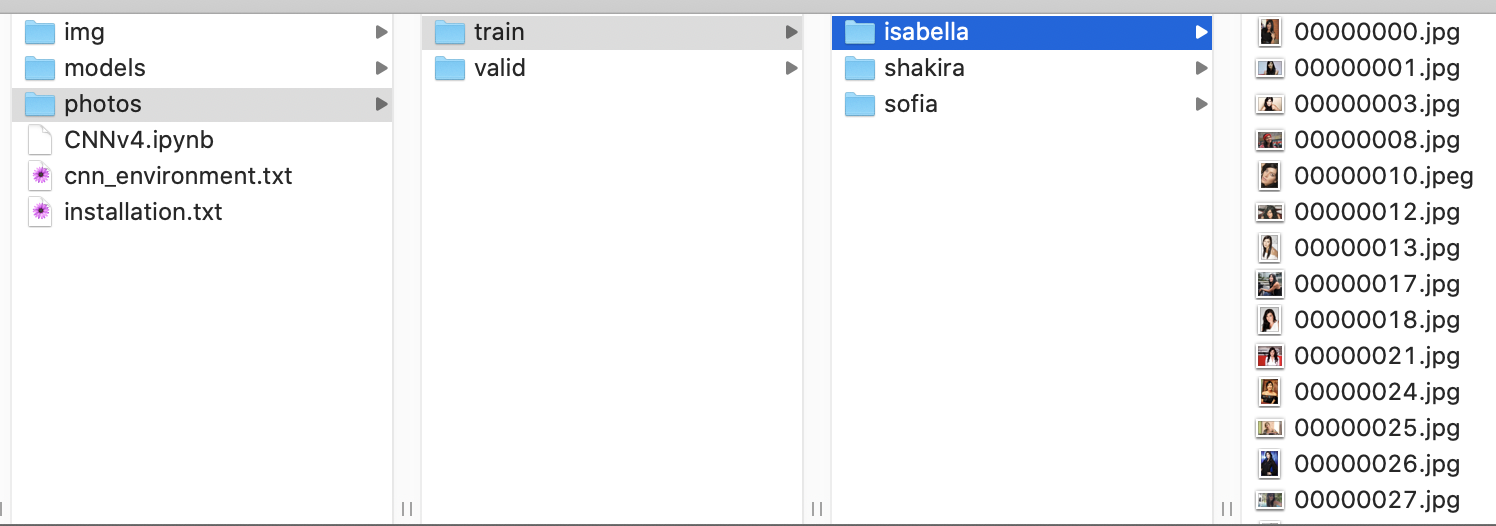 img
models
photos
CNNv4.ipynb
cnn_environment.txt
installation.txt
train
valid
isabella
shakira
sofia
00000000.jpg
00000001.jpg
00000003.jpg
00000008.jpg
00000010.jpeg
00000012.jpg
00000013.jpg
00000017.jpg
00000018.jpg
00000021.jpg
00000024.jpg
00000025.jpg
00000026.jpg
00000027.jpg